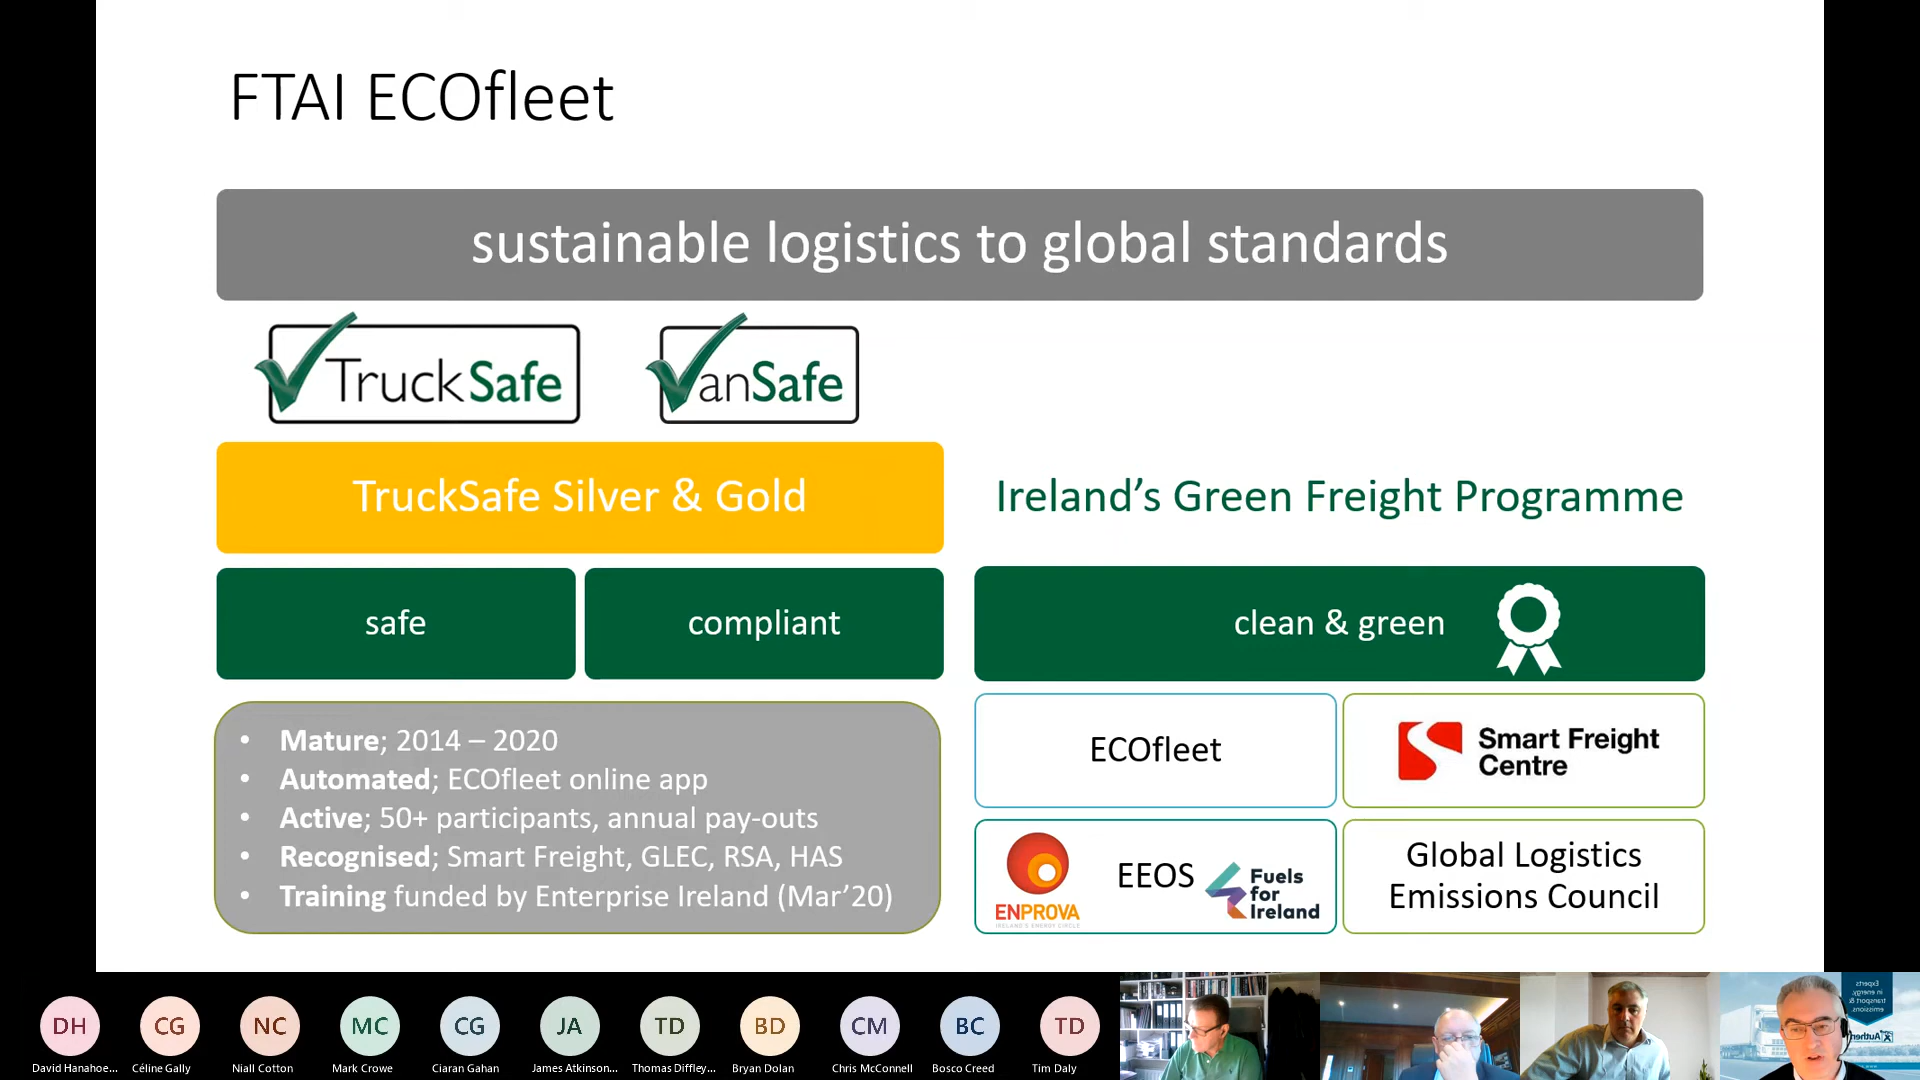 FTAI ECOfleet
sustainable logistics to global standards
TruckSafe
VanSafe
TruckSafe Silver & Gold
Ireland’s Green Freight Programme
safe
compliant
clean & green
• Mature; 2014 – 2020
• Automated; ECOfleet online app
• Active; 50+ participants, annual pay-outs
• Recognised; Smart Freight, GLEC, RSA, HAS
• Training funded by Enterprise Ireland (Mar’20)
ECOfleet
Smart Freight
Centre
ENPROVA
IRELAND'S ENERGY CIRCLE
EEOS
Fuels
for
Ireland
Global Logistics
Emissions Council
DH
CG
NC
MC
CG
JA
TD
BD
CM
BC
TD
David Hanahoe...
Céline Gally
Niall Cotton
Mark Crowe
Ciaran Gahan
James Atkinson...
Thomas Diffley...
Bryan Dolan
Chris McConnell
Bosco Creed
Tim Daly
Experts
in energy,
transport &
emissions.